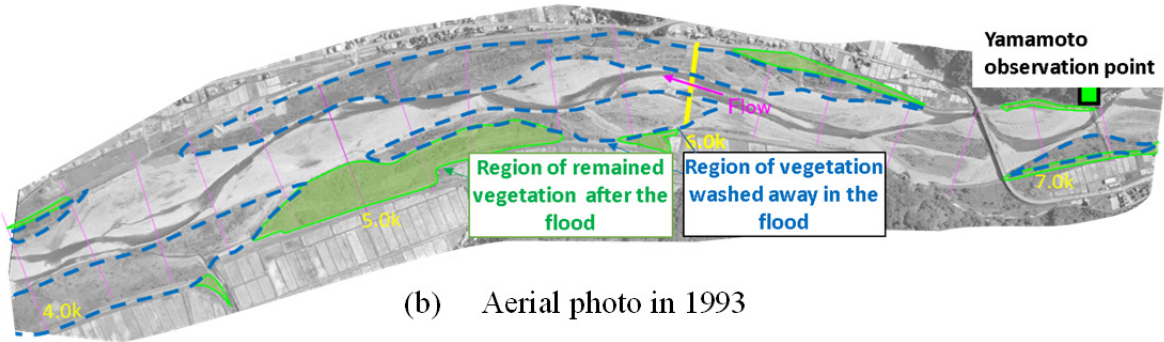 Yamamoto
observation point
Flow
6.0k
Region of remained
vegetation after the
flood
Region of vegetation
washed away in the
flood
7.0k
5.0k
4.0k
(b) Aerial photo in 1993